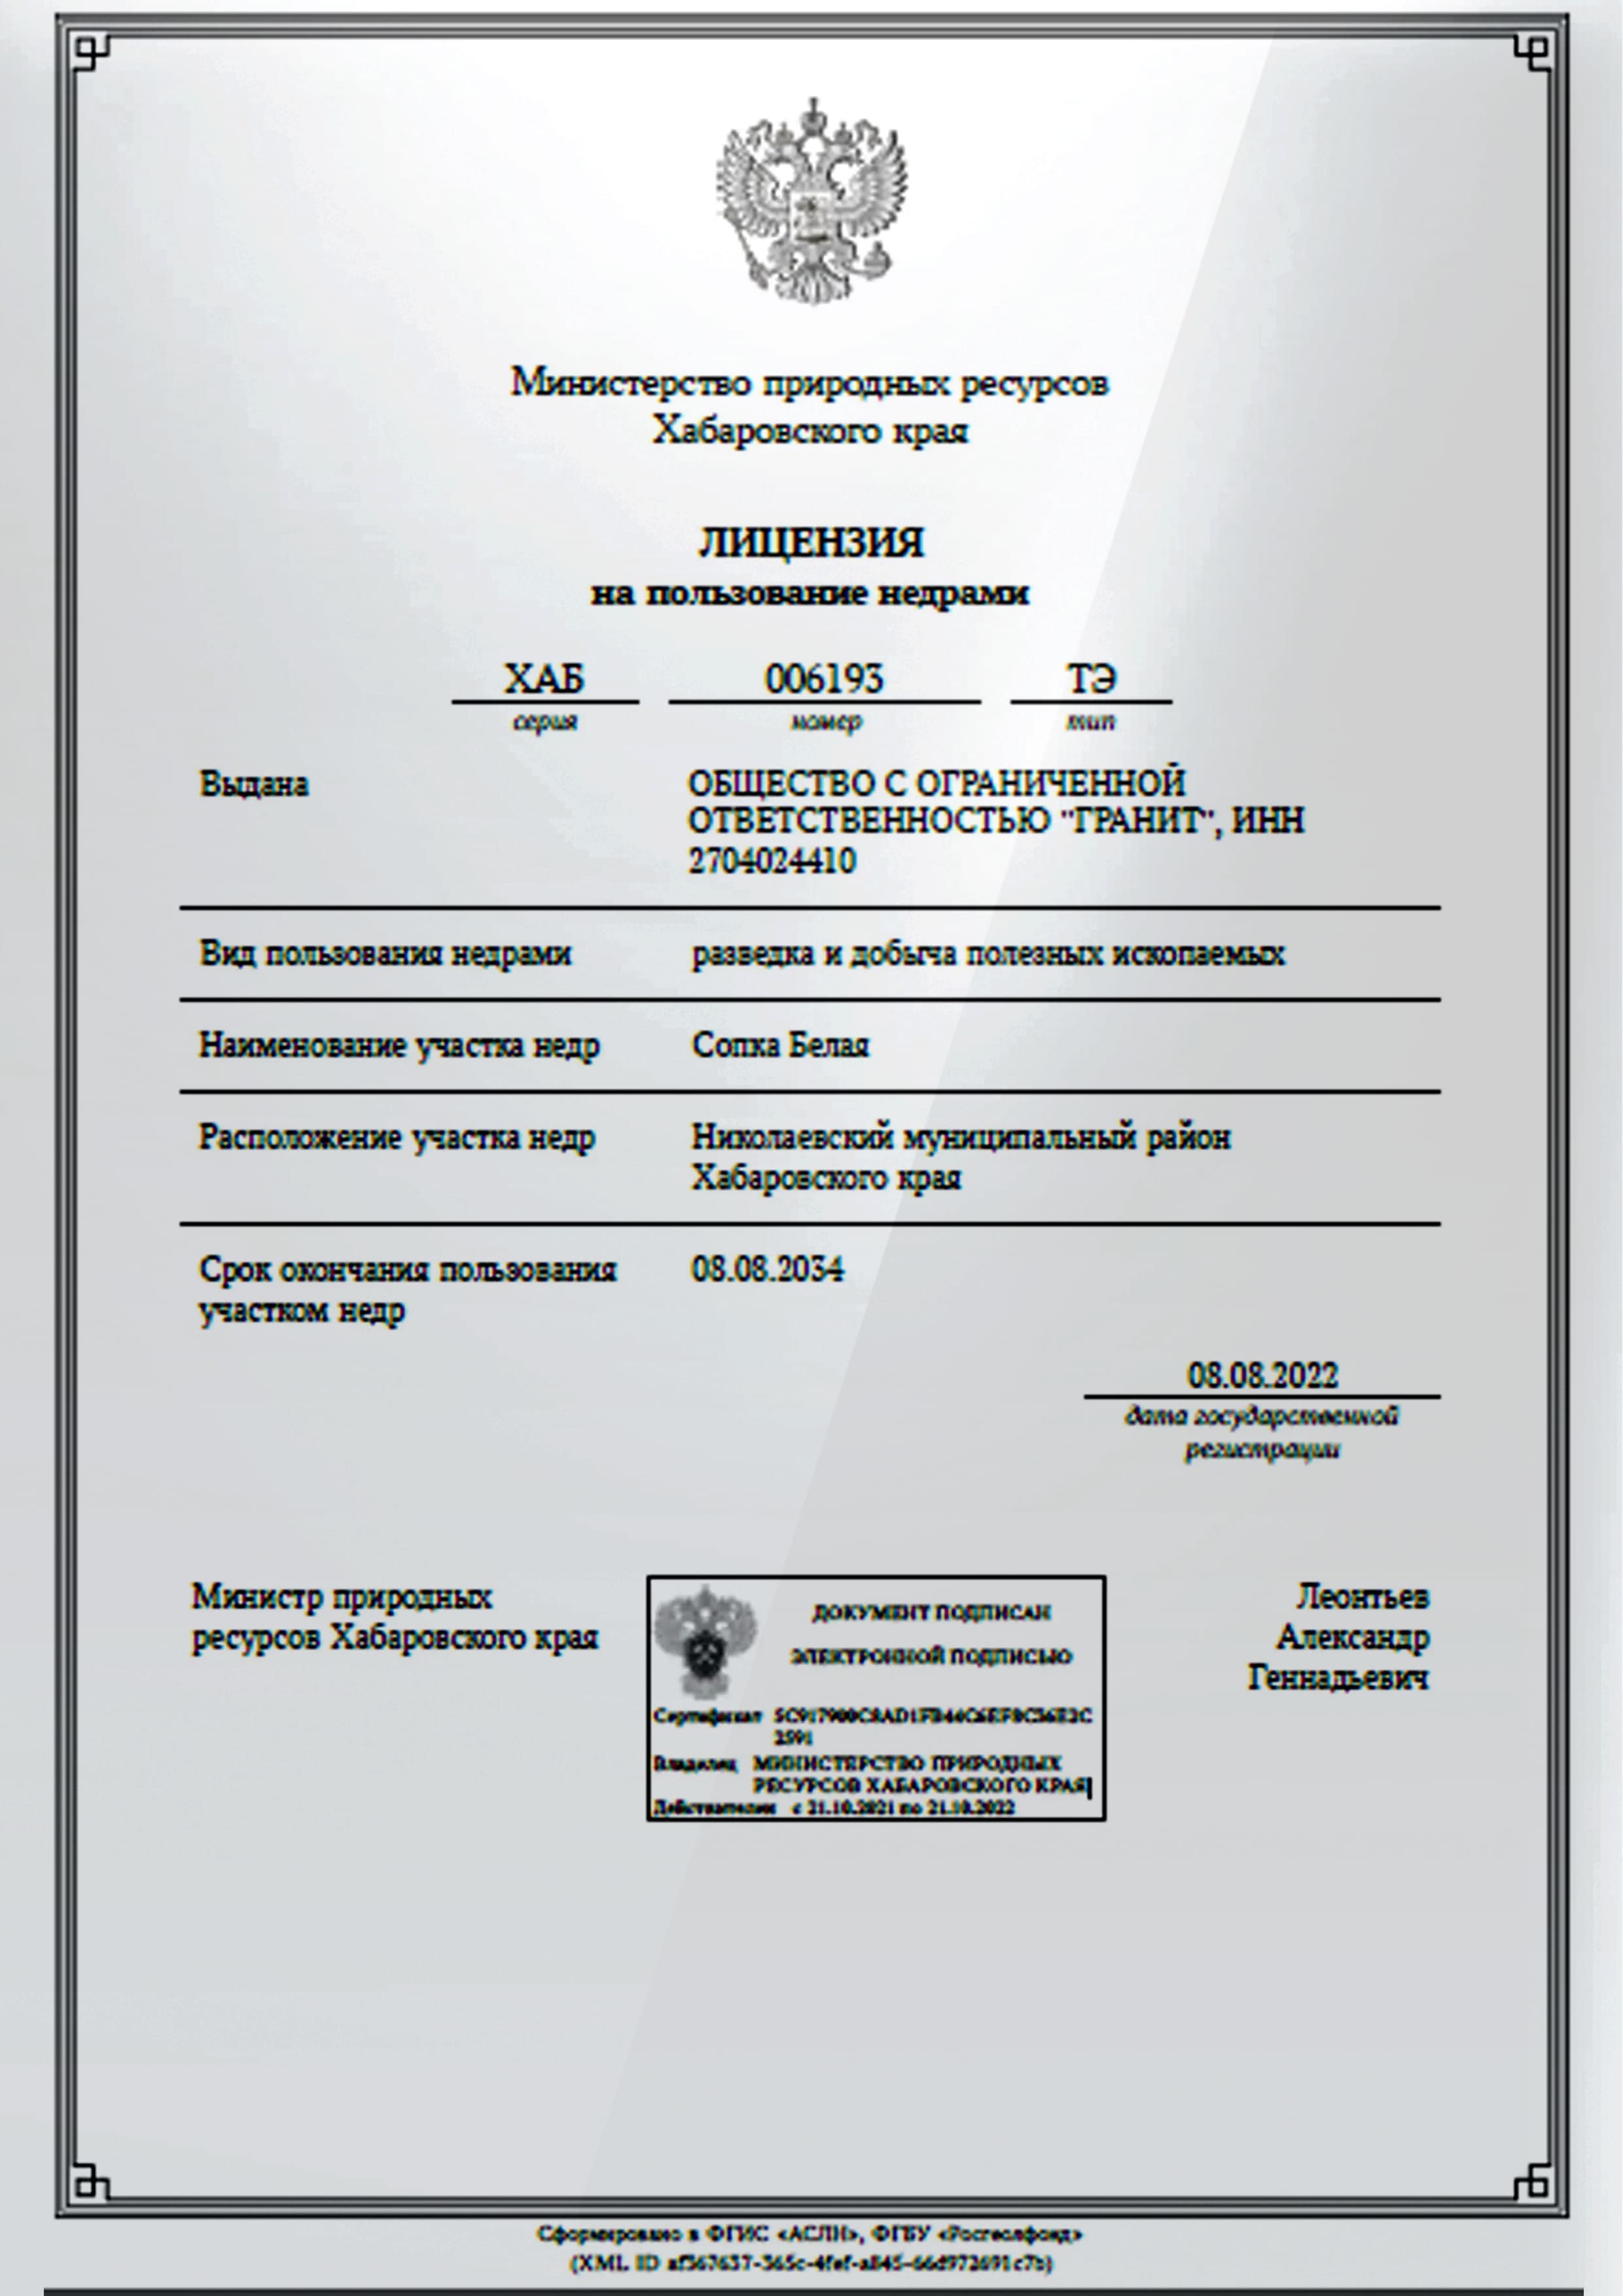 Министерство природных ресурсов
Хабаровского края
ЛИЦЕНЗИЯ
на пользование недрами
ХАБ 006193 ТЭ
серия номер тип
Выдана ОБЩЕСТВО С ОГРАНИЧЕННОЙ
ОТВЕТСТВЕННОСТЬЮ "ГРАНИТ", ИНН
2704024410
Вид пользования недрами разведка и добыча полезных ископаемых
Наименование участка недр Сопка Белая
Расположение участка недр Николаевский муниципальный район
Хабаровского края
Срок окончания пользования 08.08.2034
участком недр
08.08.2022
дата государственной
регистрации
Министр природных
ресурсов Хабаровского края
ДОКУМЕНТ ПОДПИСАН
ЭЛЕКТРОННОЙ ПОДПИСЬЮ
Сертификат
2591
Владелец МИНИСТЕРСТВО ПРИРОДНЫХ
РЕСУРСОВ ХАБАРОВСКОГО КРАЯ
Действителен с 21.10.2021 по 21.10.2022
Леонтьев
Александр
Геннадьевич
Сформировано в ФГИС «АСЛН», ФГБУ «Росгеолфонд»
(XML ID af367637-365c-4fef-a845-66d972691c7b)